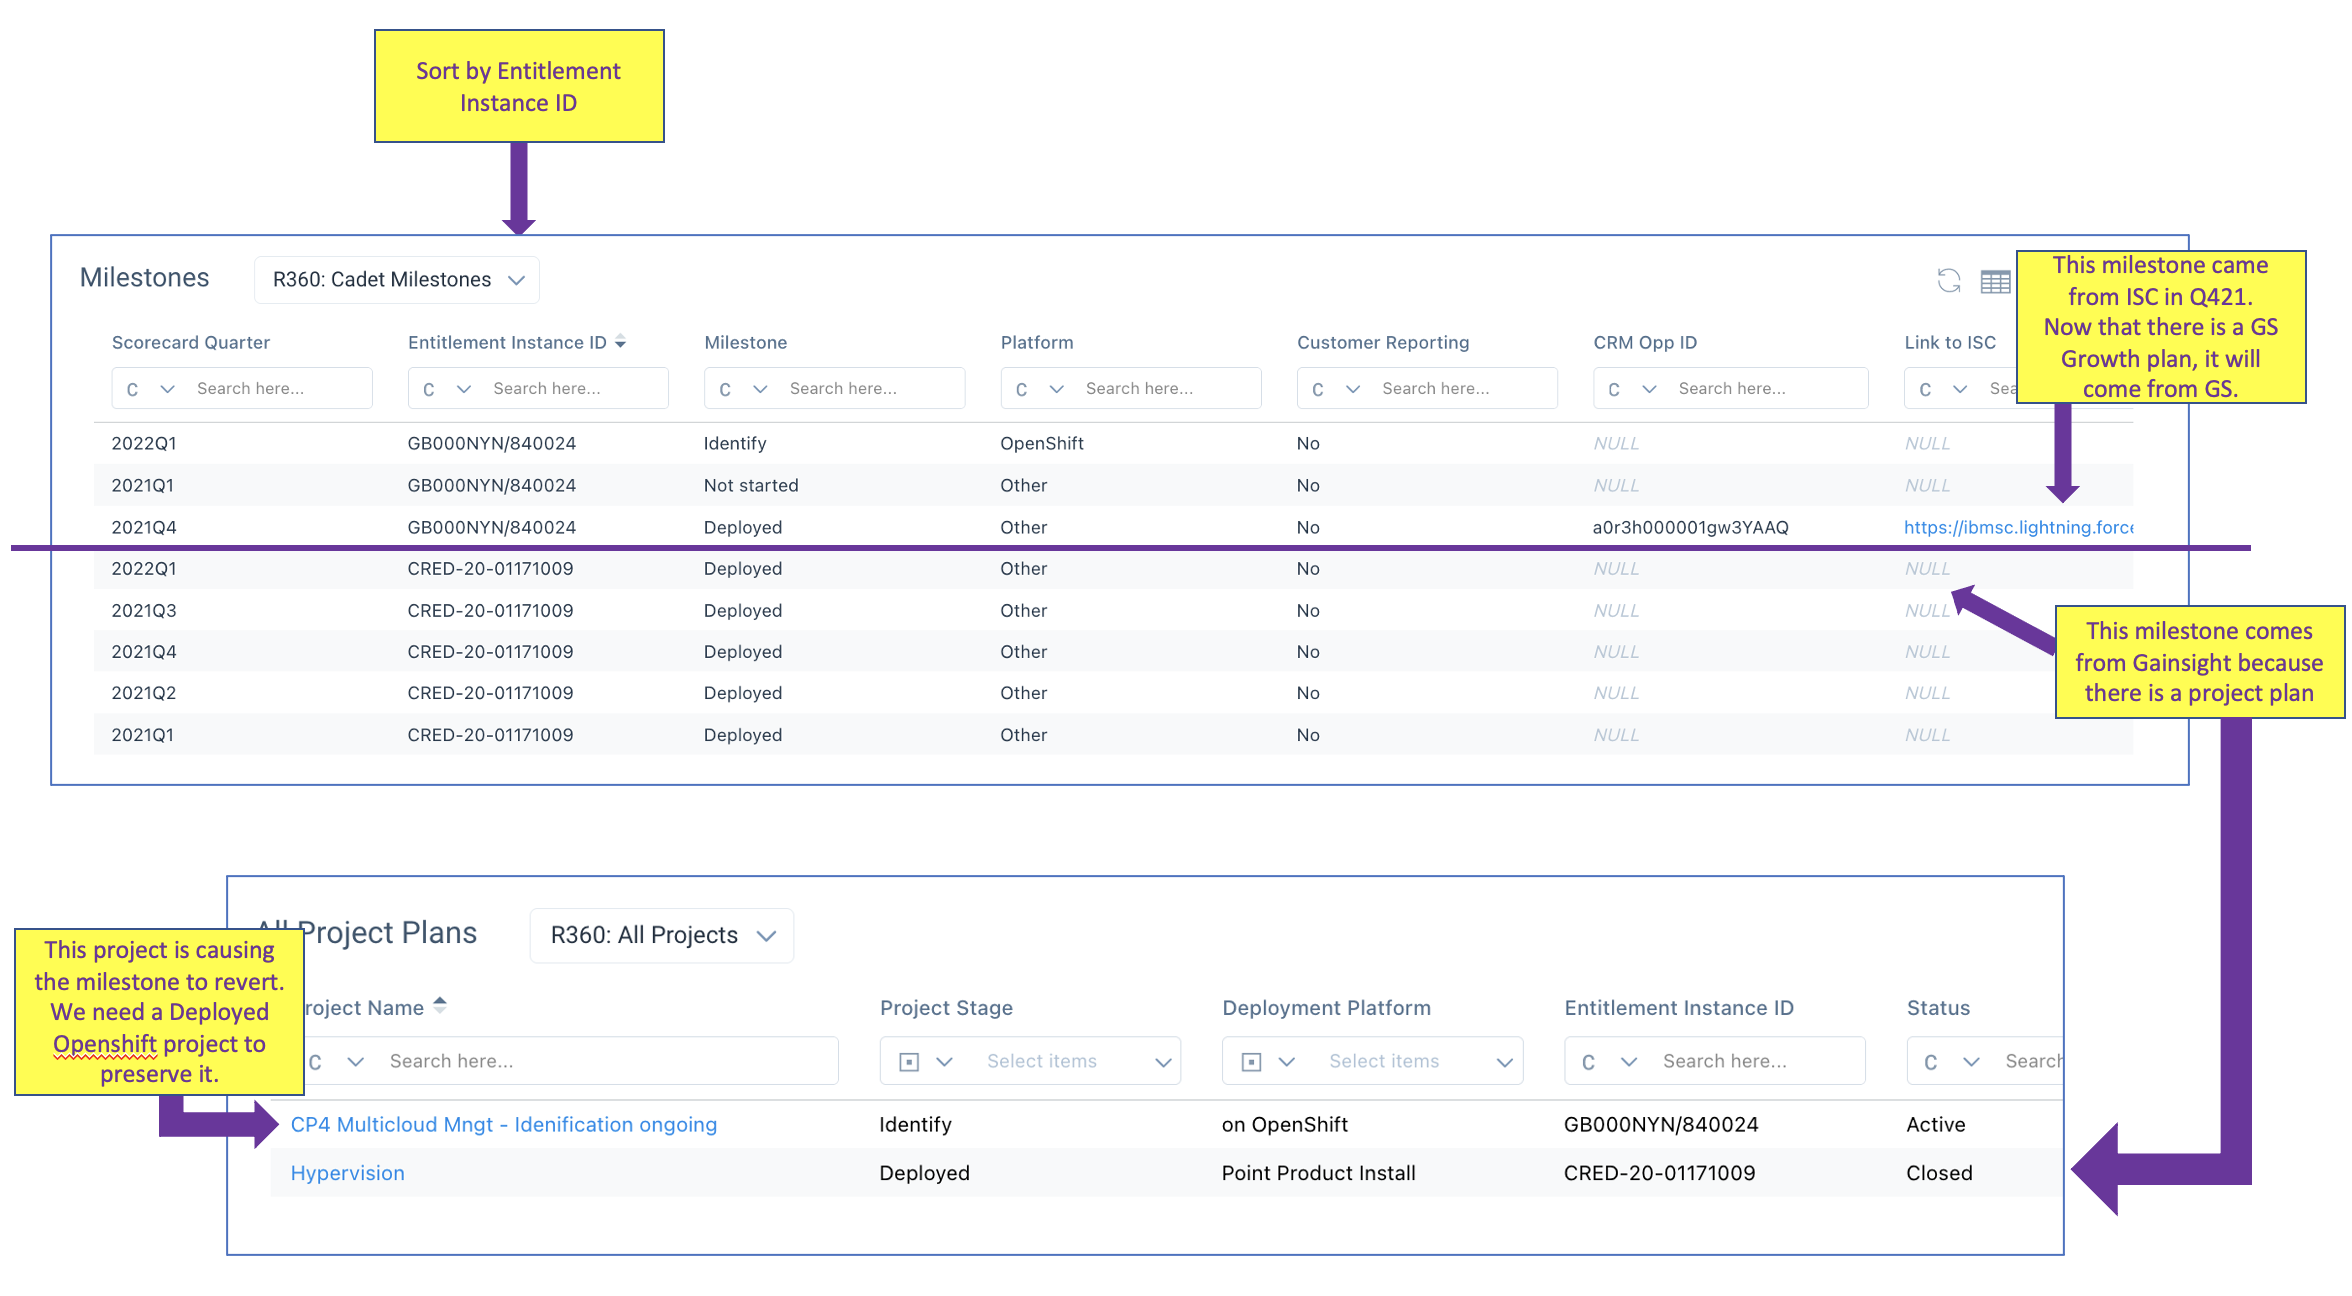 Sort by Entitlement
Instance ID
Milestones
R360: Cadet Milestones
This milestone came
from ISC in Q421.
Now that there is a GS
Growth plan, it will
come from GS.
Scorecard Quarter Entitlement Instance ID Milestone Platform Customer Reporting CRM Opp ID Link to ISC
C Search here... C Search here... C Search here... C Search here... C Search here... C Search here... C Sea
2022Q1 GB000NYN/840024 Identify OpenShift No NULL NULL
2021Q1 GB000NYN/840024 Not started Other No NULL NULL
2021Q4 GB000NYN/840024 Deployed Other No a0r3h000001gw3YAAQ https://ibmsc.lightning.force
2022Q1 CRED-20-01171009 Deployed Other No NULL NULL
2021Q3 CRED-20-01171009 Deployed Other No NULL NULL
2021Q4 CRED-20-01171009 Deployed Other No NULL NULL
2021Q2 CRED-20-01171009 Deployed Other No NULL NULL
2021Q1 CRED-20-01171009 Deployed Other No NULL NULL
This milestone comes
from Gainsight because
there is a project plan
All Project Plans
R360: All Projects
This project is causing
the milestone to revert.
We need a Deployed
Openshift project to
preserve it.
roject Name Project Stage Deployment Platform Entitlement Instance ID Status
C Search here... Select items Select items C Search here... C Search
CP4 Multicloud Mngt - Idenification ongoing Identify on OpenShift GB000NYN/840024 Active
Hypervision Deployed Point Product Install CRED-20-01171009 Closed